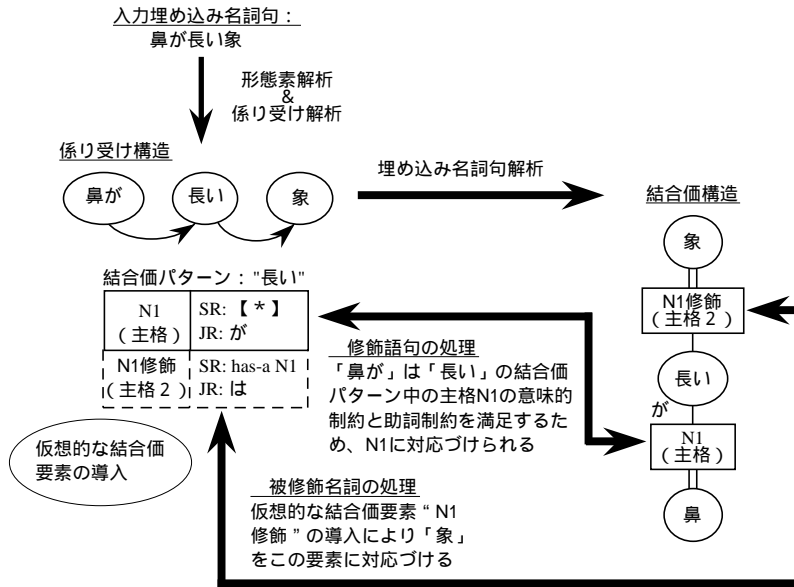 入力埋め込み名詞句：
鼻が長い象
形態素解析
&
係り受け解析
係り受け構造
鼻が
長い
象
埋め込み名詞句解析
結合価構造
象
N1修飾
（主格２）
長い
が
N1
（主格）
鼻
結合価パターン："長い"
N1
（主格）
SR: 【＊】
JR: が
N1修飾
（主格２）
SR: has-a N1
JR: は
修飾語句の処理
「鼻が」は「長い」の結合価
パターン中の主格N1の意味的
制約と助詞制約を満足するた
め、N1に対応づけられる
仮想的な結合価
要素の導入
被修飾名詞の処理
仮想的な結合価要素“N1
修飾”の導入により「象」
をこの要素に対応づける